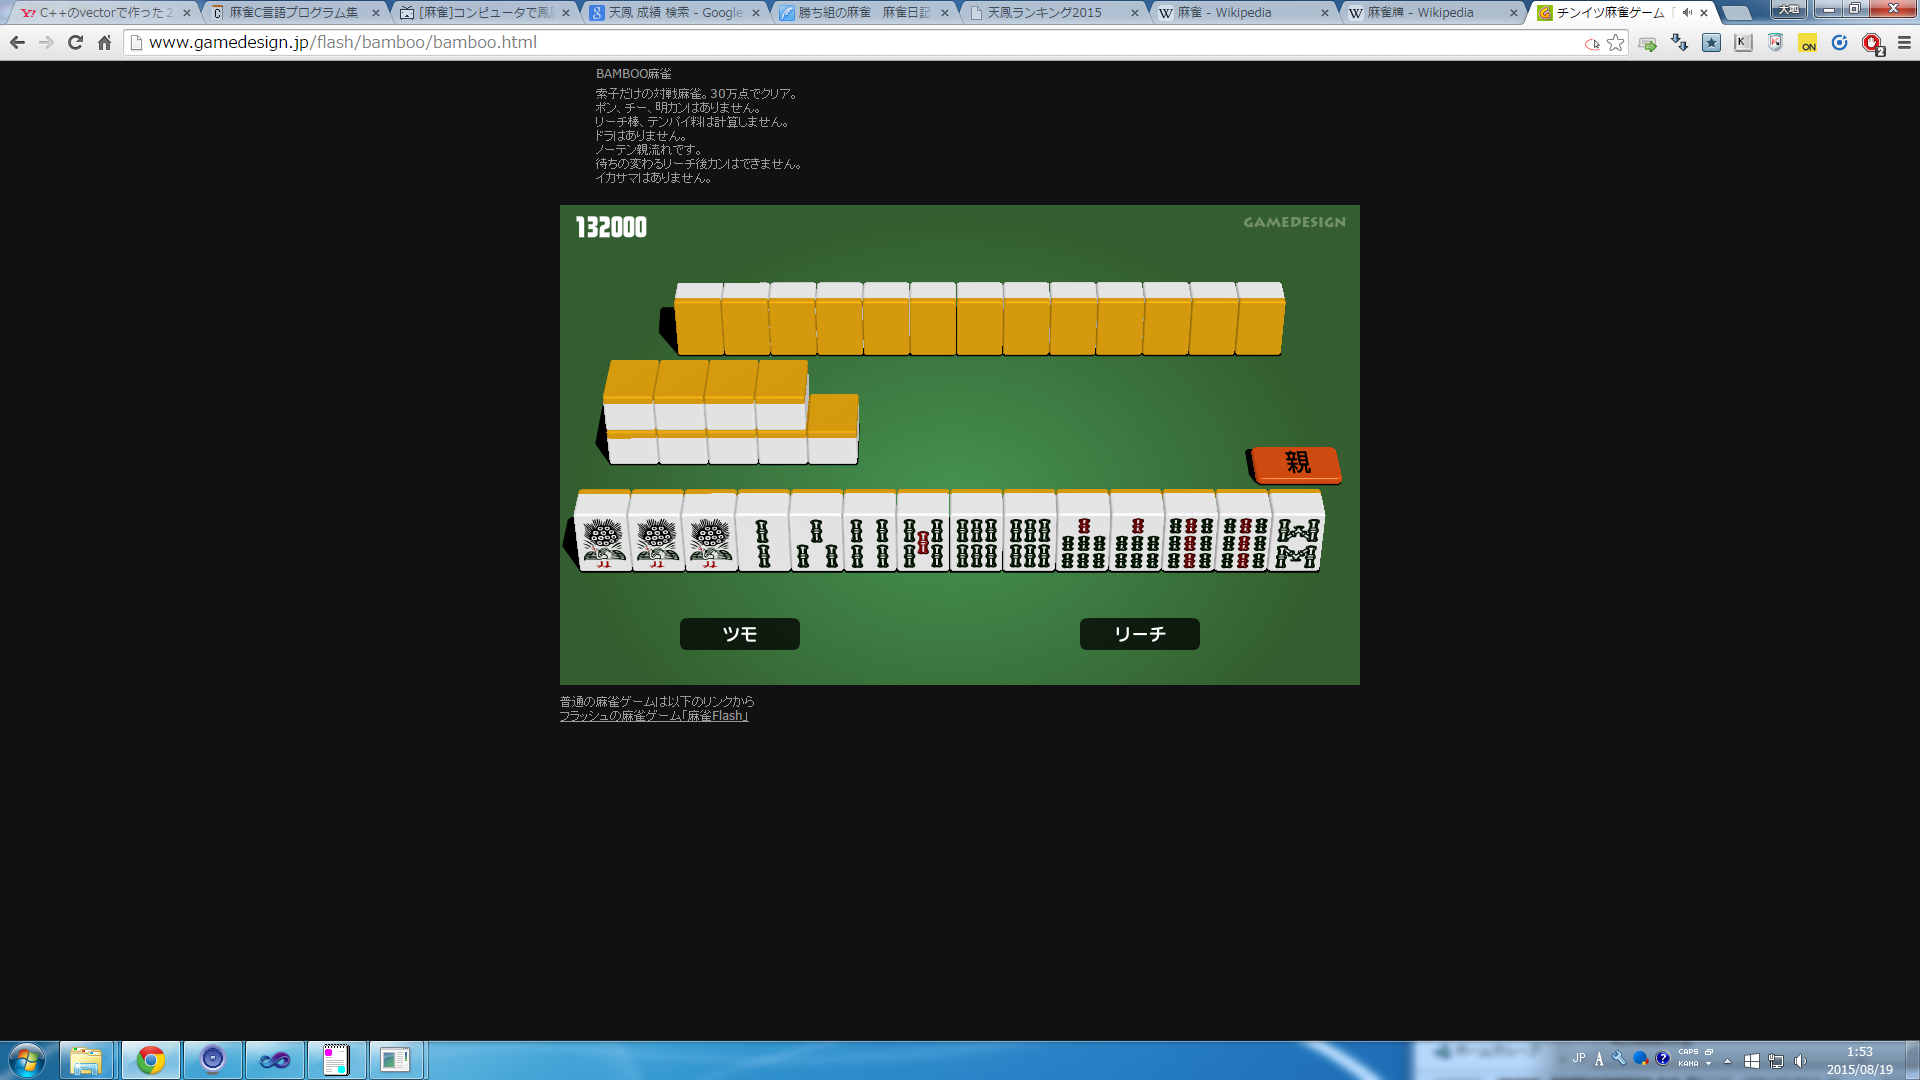 C++のvectorで作った2
麻雀C言語プログラム集
[麻雀]コンピュータで鳳凰
天鳳 成績 検索 - Google
勝ち組の麻雀 麻雀日記
天鳳ランキング2015
麻雀 - Wikipedia
麻雀牌 - Wikipedia
チンイツ麻雀ゲーム「
大地
www.gamedesign.jp/flash/bamboo/bamboo.html
ON
2
BAMBOO麻雀
索子だけの対戦麻雀。30万点でクリア。
ポン、チー、明カンはありません。
リーチ棒、テンパイ料は計算しません。
ドラはありません。
ノーテン親流れです。
待ちの変わるリーチ後カンはできません。
イカサマはありません。
132000
GAMEDESIGN
親
ツモ
リーチ
普通の麻雀ゲームは以下のリンクから
フラッシュの麻雀ゲーム「麻雀Flash」
JP
A
CAPS
KANA
1:53
2015/08/19